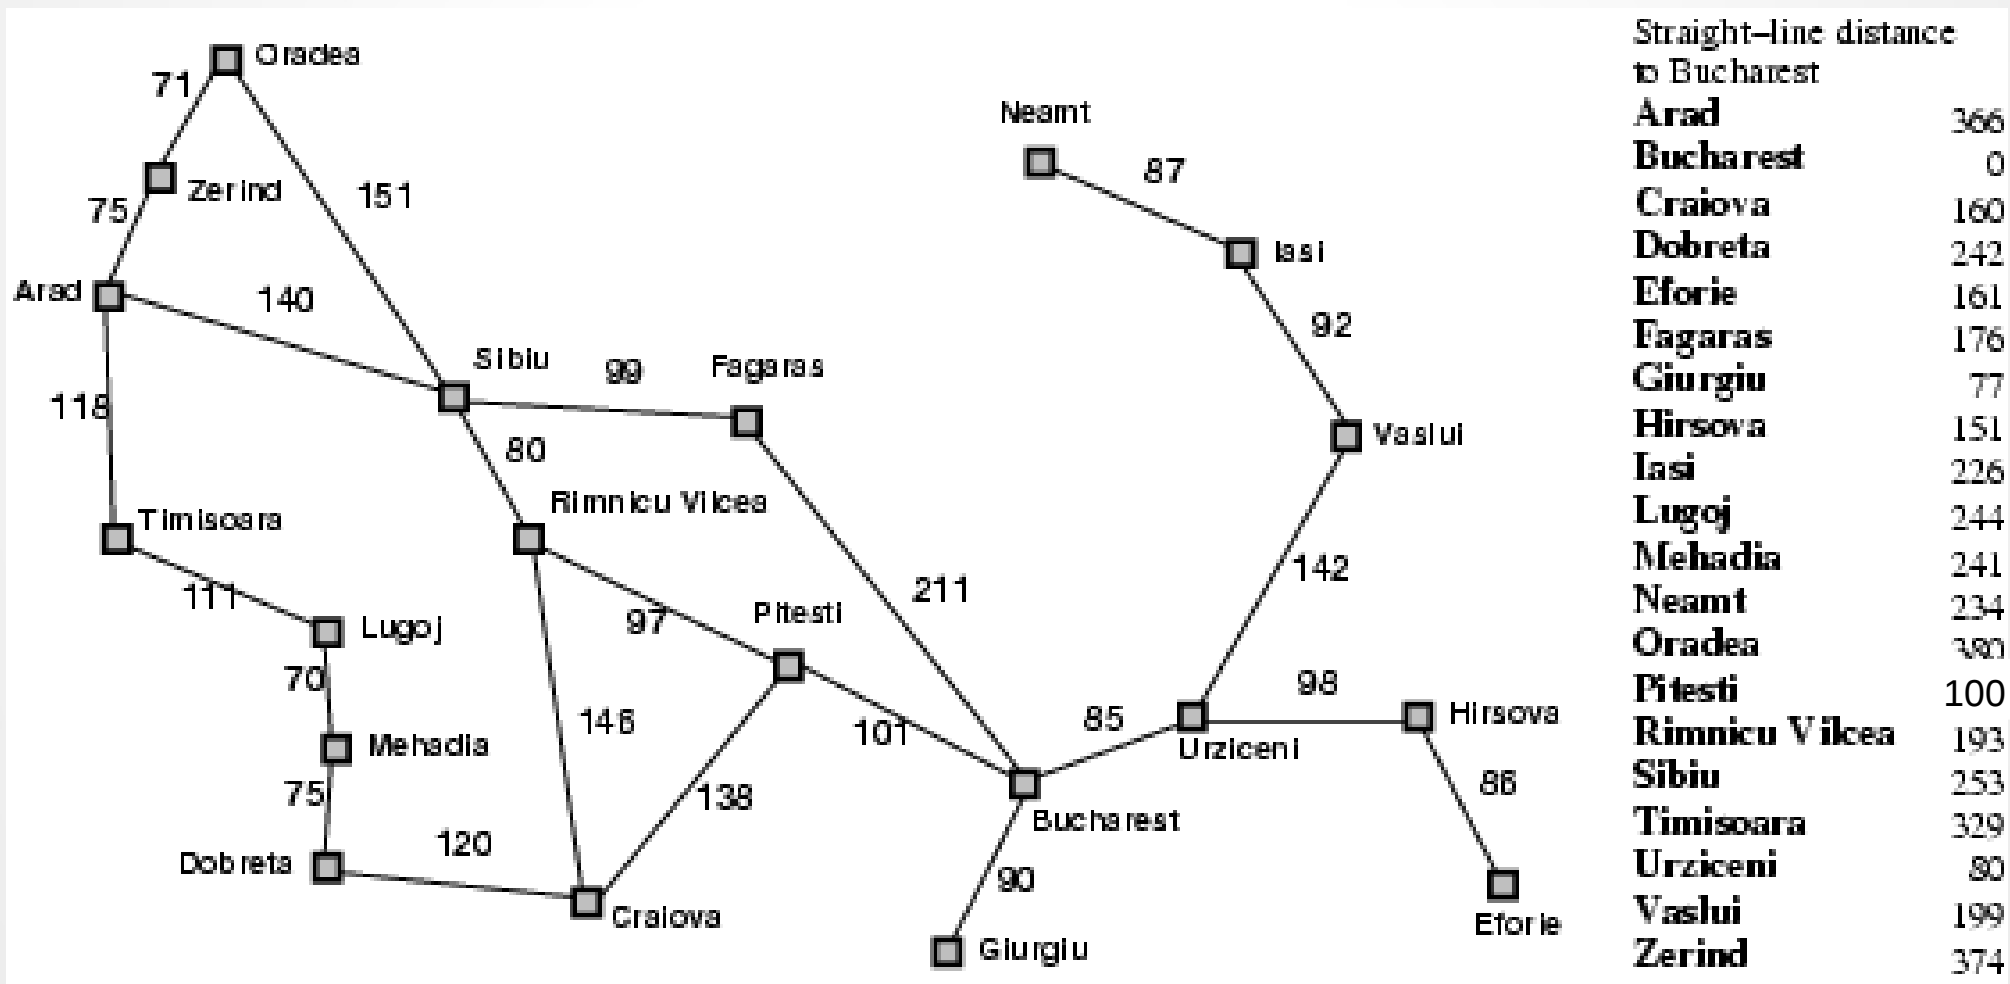 Oradea
71
Neamt
87
Zerind
151
75
Iasi
Arad
140
92
Sibiu
99
Fagaras
118
Vaslui
80
Rimnicu Vilcea
Timisoara
142
111
211
Lugoj
97
Pitesti
70
98
146
101
85
Hirsova
Mehadia
Urziceni
75
138
86
Bucharest
Dobreta
120
90
Craiova
Eforie
Giurgiu
Straight–line distance
to Bucharest
Arad 366
Bucharest 0
Craiova 160
Dobreta 242
Eforie 161
Fagaras 176
Giurgiu 77
Hirsova 151
Iasi 226
Lugoj 244
Mehadia 241
Neamt 234
Oradea 380
Pitesti 100
Rimnicu Vilcea 193
Sibiu 253
Timisoara 329
Urziceni 80
Vaslui 199
Zerind 374